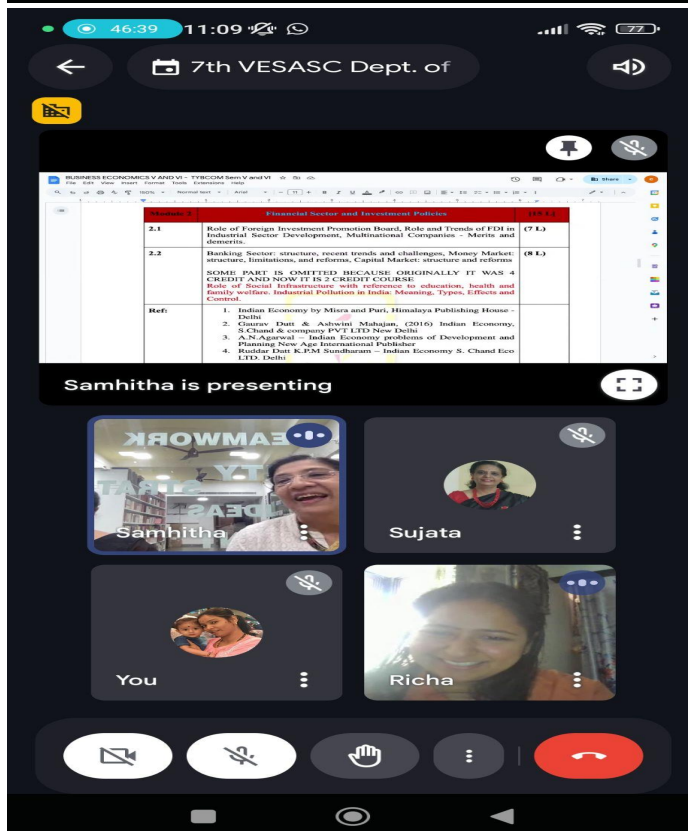 46:39 11:09 77
7th VESASC Dept. of
BUSINESS ECONOMICS V AND VI - TYBCOM Sem V and VI
File Edit View Insert Format Tools Extensions Help
100% Normal text Arial 11
Share
Module 2 Financial Sector and Investment Policies
2.1 Role of Foreign Investment Promotion Board, Role and Trends of FDI in (7 L)
Industrial Sector Development, Multinational Companies - Merits and
demerits.
2.2 Banking Sector: structure, recent trends and challenges, Money Market: (8 L)
structure, limitations, and reforms, Capital Market: structure and reforms
SOME PART IS OMITTED BECAUSE ORIGINALLY IT WAS 4
CREDIT AND NOW IT IS 2 CREDIT COURSE
Role of Social Infrastructure with reference to education, health and
family welfare. Industrial Pollution in India: Meaning, Types, Effects and
Control.
Ref: 1. Indian Economy by Misra and Puri, Himalaya Publishing House -
Delhi
2. Gaurav Dutt & Ashwini Mahajan, (2016) Indian Economy,
S.Chand & company PVT LTD New Delhi
3. A.N.Agarwal – Indian Economy problems of Development and
Planning New Age International Publisher
4. Ruddar Datt K.P.M Sundharam – Indian Economy S. Chand Eco
LTD. Delhi
Samhitha is presenting
TEAMWORK
Samhitha
Sujata
You
Richa